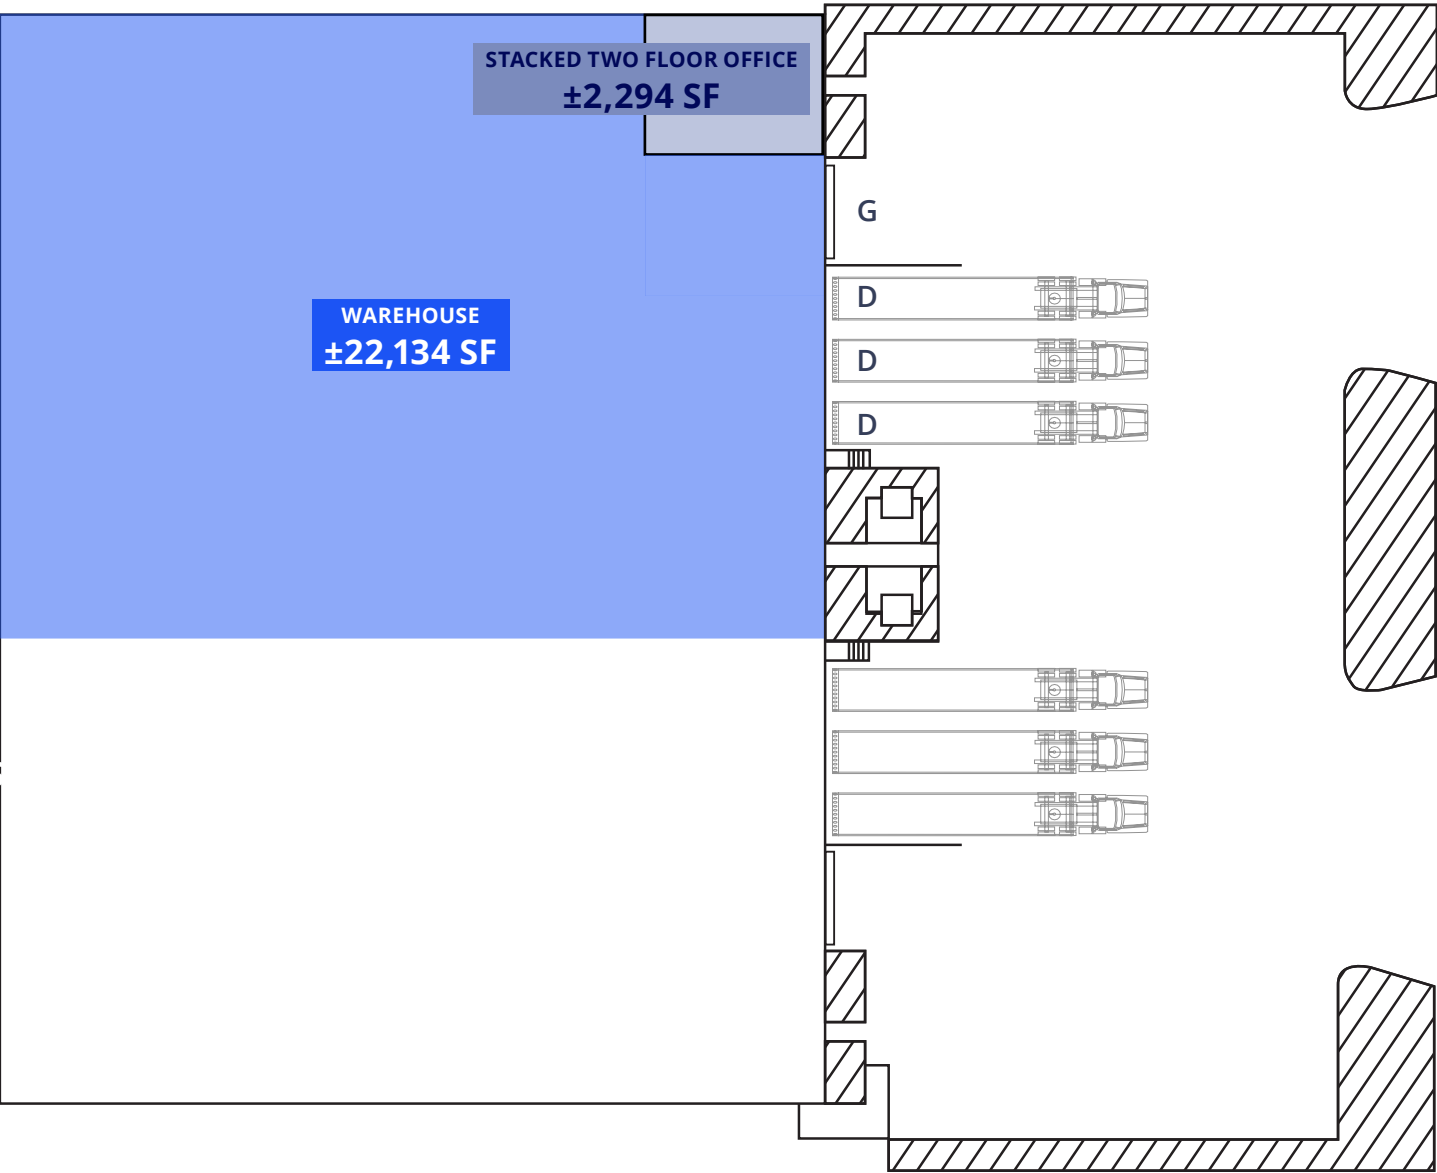 STACKED TWO FLOOR OFFICE
±2,294 SF
G
D
WAREHOUSE
±22,134 SF
D
D